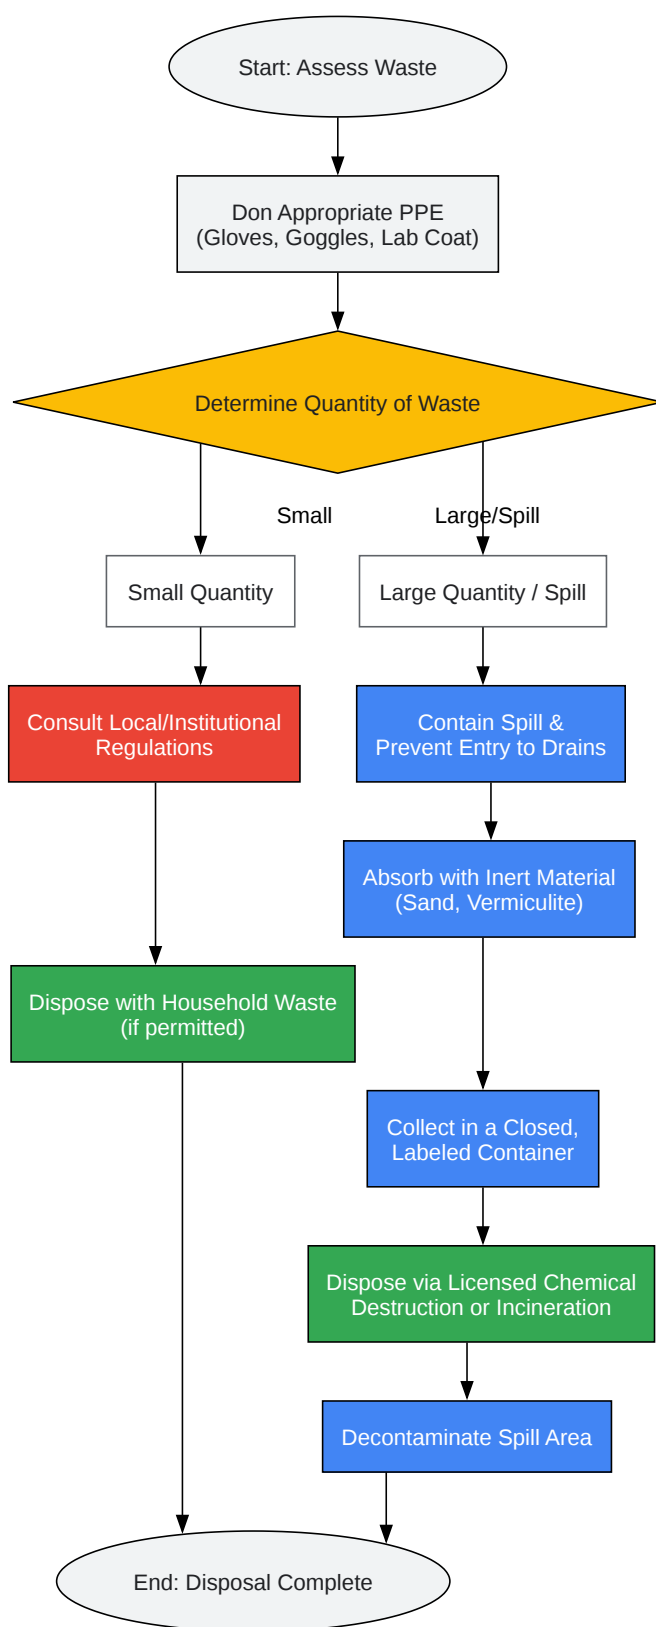 Start: Assess Waste
Don Appropriate PPE
(Gloves, Goggles, Lab Coat)
Determine Quantity of Waste
Small
Large/Spill
Small Quantity
Large Quantity / Spill
Consult Local/Institutional
Regulations
Contain Spill &
Prevent Entry to Drains
Absorb with Inert Material
(Sand, Vermiculite)
Dispose with Household Waste
(if permitted)
Collect in a Closed,
Labeled Container
Dispose via Licensed Chemical
Destruction or Incineration
Decontaminate Spill Area
End: Disposal Complete